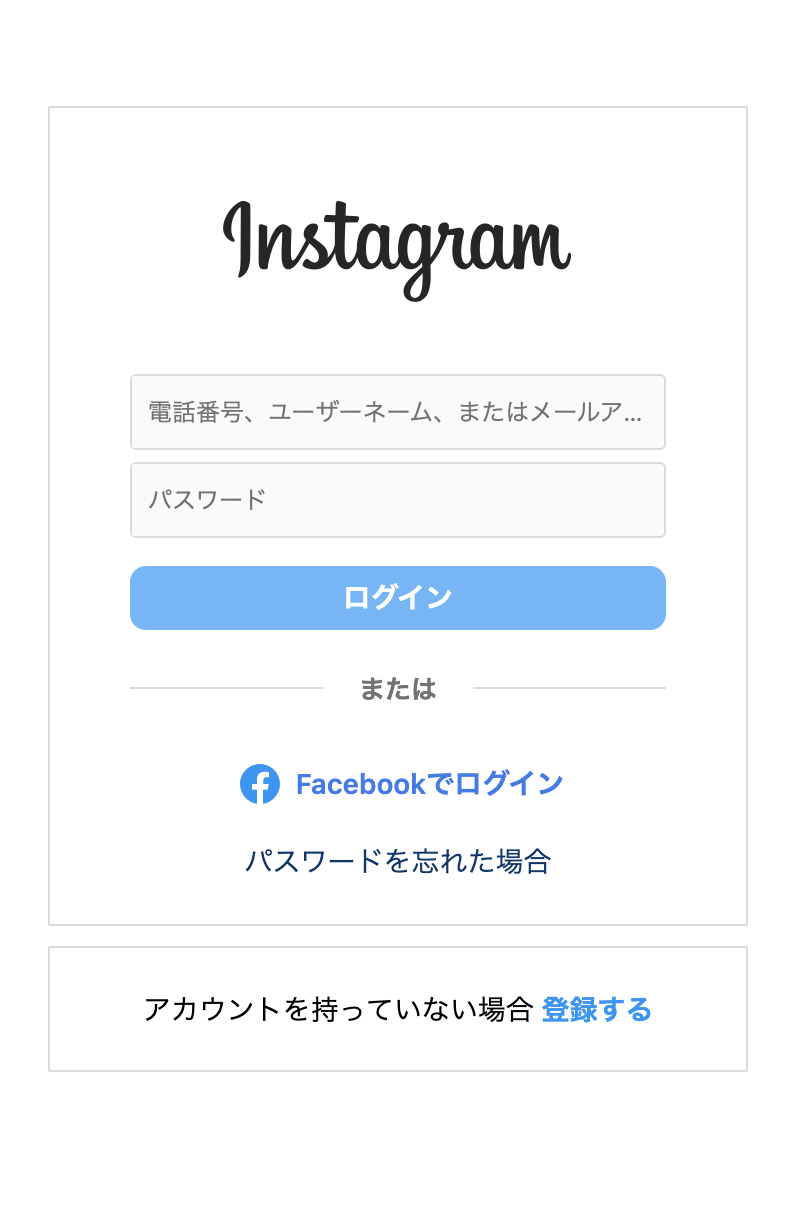 Instagram
電話番号、ユーザーネーム、またはメールア...
パスワード
ログイン
または
Facebookでログイン
パスワードを忘れた場合
アカウントを持っていない場合 登録する